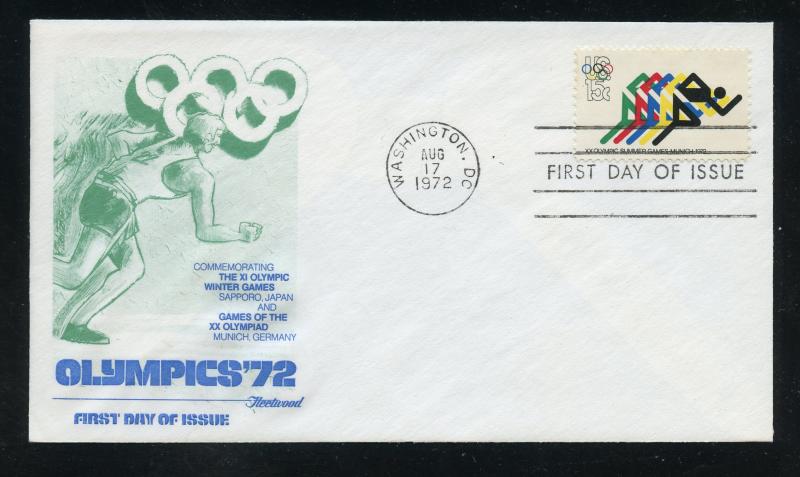 US
15c
XX OLYMPIC SUMMER GAMES·MUNICH·1972
WASHINGTON, DC
AUG
17
1972
FIRST DAY OF ISSUE
COMMEMORATING
THE XI OLYMPIC
WINTER GAMES
SAPPORO, JAPAN
AND
GAMES OF THE
XX OLYMPIAD
MUNICH, GERMANY
OLYMPICS'72
Fleetwood
FIRST DAY OF ISSUE